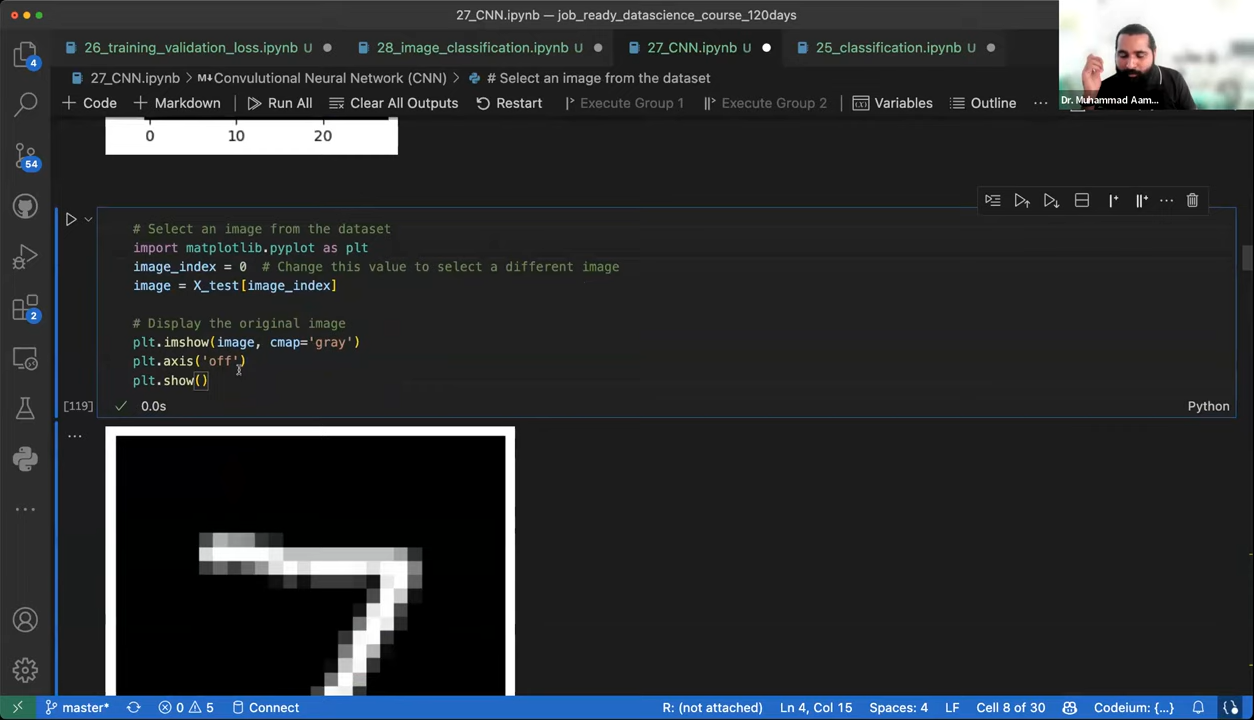 27_CNN.ipynb — job_ready_datascience_course_120days
26_training_validation_loss.ipynb U
28_image_classification.ipynb U
27_CNN.ipynb U
25_classification.ipynb U
27_CNN.ipynb > M↓ Convulutional Neural Network (CNN) > # Select an image from the dataset
+ Code + Markdown Run All Clear All Outputs Restart Execute Group 1 Execute Group 2 Variables Outline ...
Dr. Muhammad Aam...
4
54
2
0 10 20
# Select an image from the dataset
import matplotlib.pyplot as plt
image_index = 0 # Change this value to select a different image
image = X_test[image_index]
# Display the original image
plt.imshow(image, cmap='gray')
plt.axis('off')
plt.show()
[119] 0.0s Python
7
master* 0 5 Connect R: (not attached) Ln 4, Col 15 Spaces: 4 LF Cell 8 of 30 Codeium: {...}